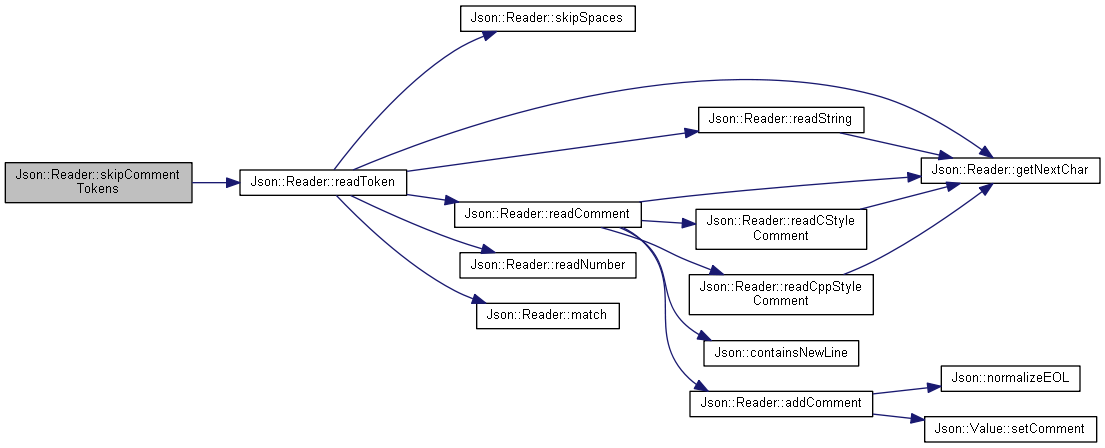 Json::Reader::skipSpaces
Json::Reader::readString
Json::Reader::getNextChar
Json::Reader::skipComment
Tokens
Json::Reader::readToken
Json::Reader::readComment
Json::Reader::readCStyle
Comment
Json::Reader::readNumber
Json::Reader::readCppStyle
Comment
Json::Reader::match
Json::containsNewLine
Json::normalizeEOL
Json::Reader::addComment
Json::Value::setComment